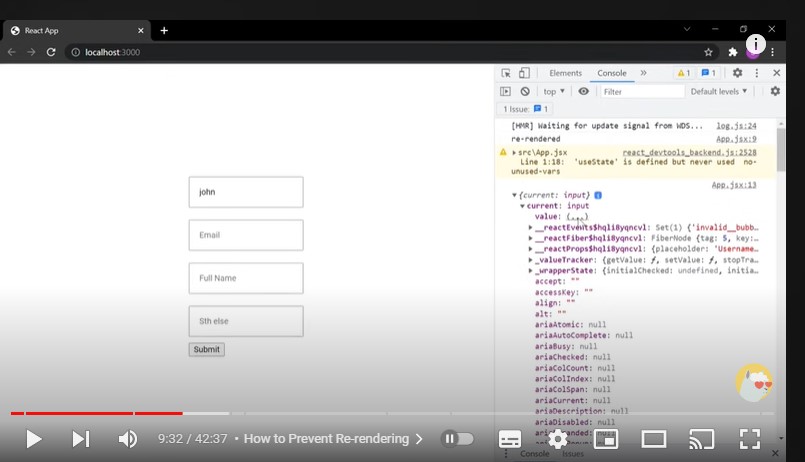 React App
localhost:3000
Elements
Console
»
1
1
top
Filter
Default levels
1 Issue: 1
[HMR] Waiting for update signal from WDS... log.js:24
re-rendered App.jsx:9
src\App.jsx react_devtools_backend.js:2528
Line 1:18: 'useState' is defined but never used no-
unused-vars
App.jsx:13
{current: input} i
current: input
value: (...)
__reactEvents$hqli8yqncvl: Set(1) {'invalid__bubb…
__reactFiber$hqli8yqncvl: FiberNode {tag: 5, key:…
__reactProps$hqli8yqncvl: {placeholder: 'Username…
_valueTracker: {getValue: ƒ, setValue: ƒ, stopTra…
_wrapperState: {initialChecked: undefined, initia…
accept: ""
accessKey: ""
align: ""
alt: ""
ariaAtomic: null
ariaAutoComplete: null
ariaBusy: null
ariaChecked: null
ariaColCount: null
ariaColIndex: null
ariaColSpan: null
ariaCurrent: null
ariaDescription: null
ariaDisabled: null
john
Email
Full Name
Sth else
Submit
9:32 / 42:37 • How to Prevent Re-rendering
Console
Issues